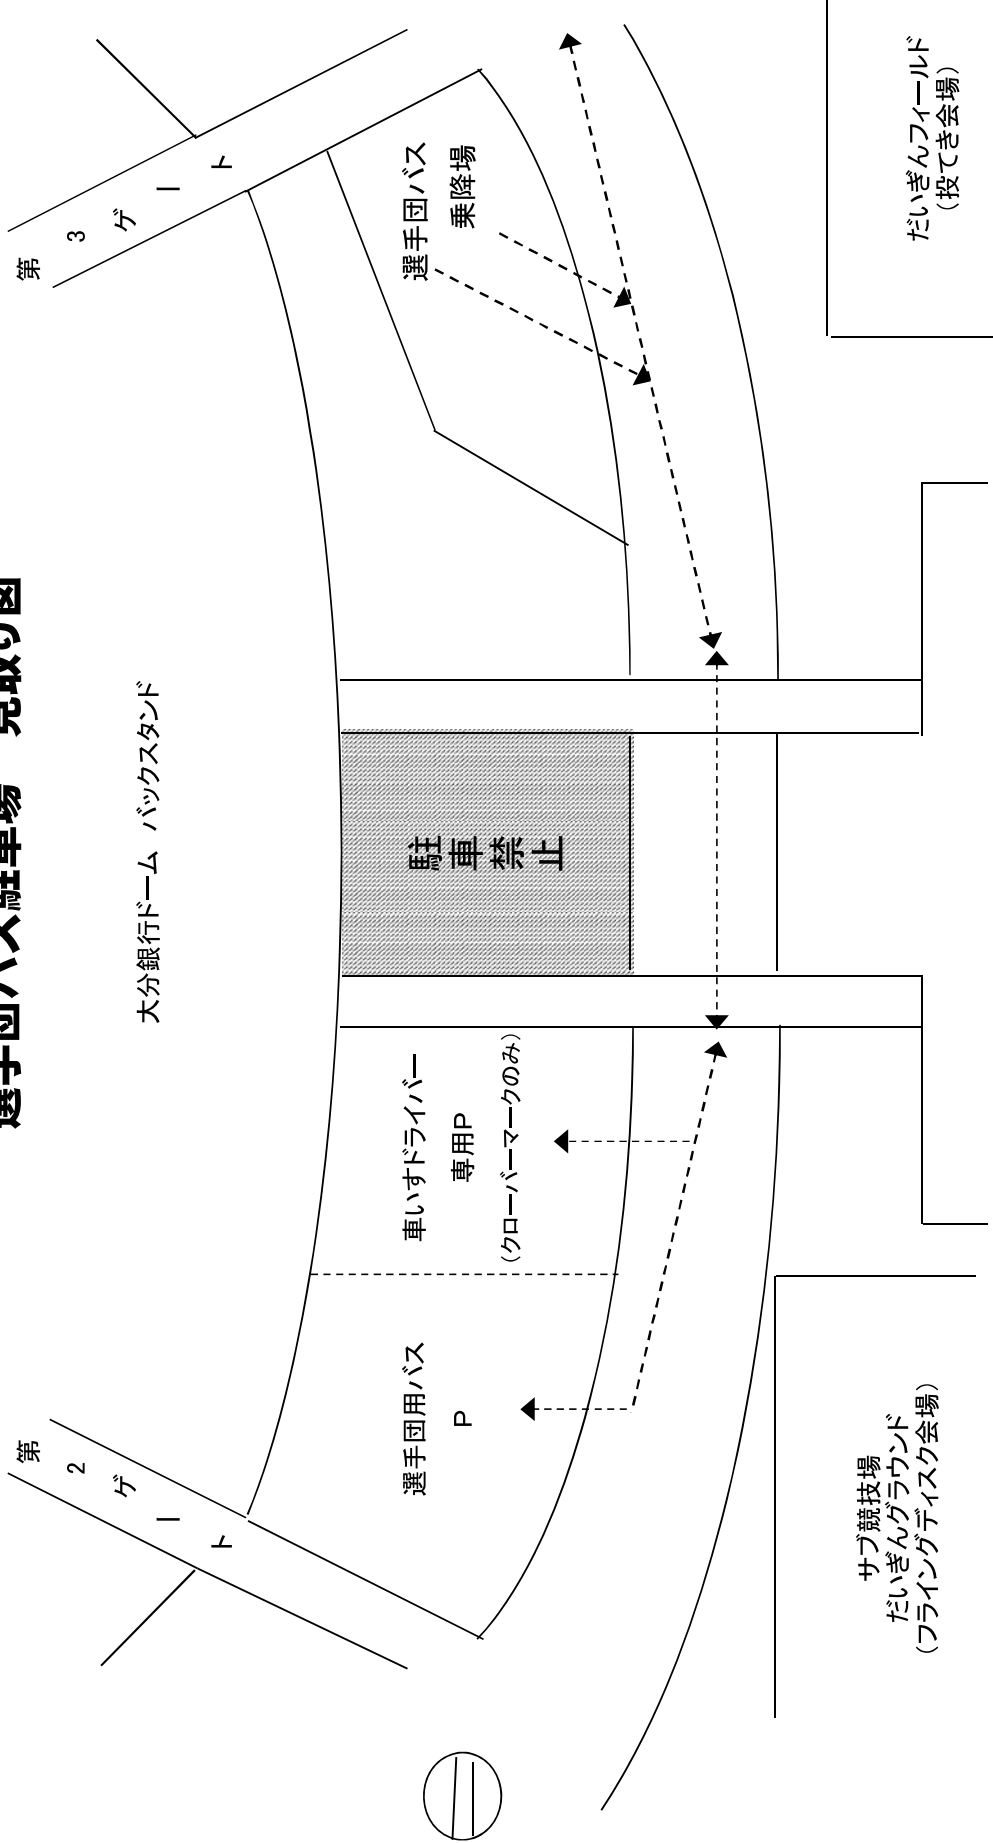 選手団バス駐車場　見取り図
大分銀行ドーム　バックスタンド
第2ゲート
第3ゲート
選手団用バス
P
車いすドライバー
専用P
（クローバーマークのみ）
駐車禁止
選手団バス
乗降場
サブ競技場
だいぎんグラウンド
（フライングディスク会場）
だいぎんフィールド
（投てき会場）